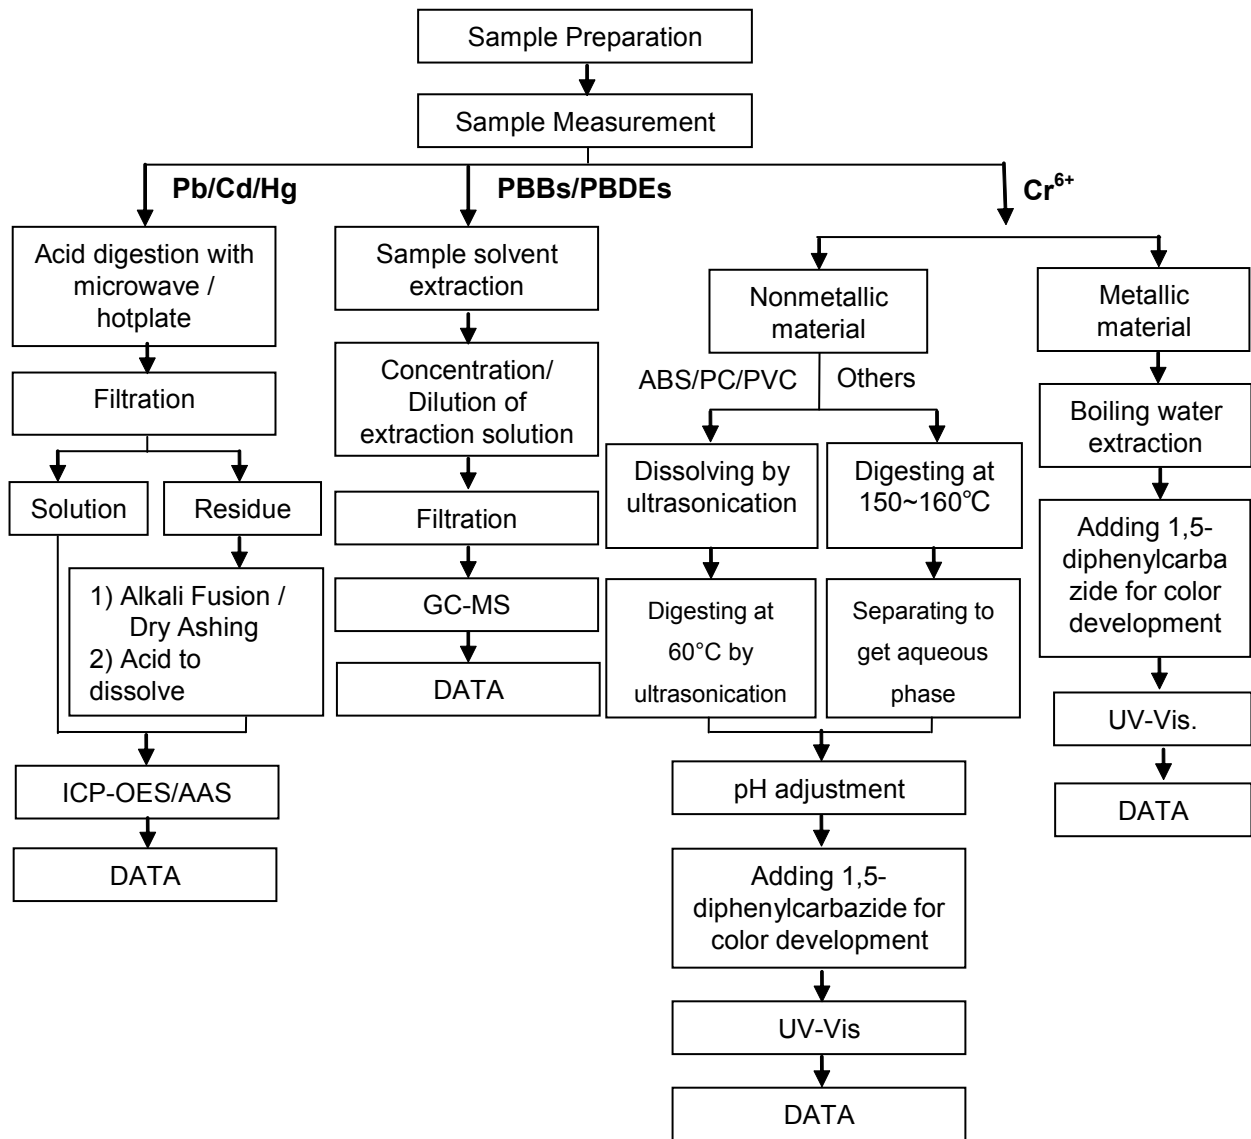 Sample Preparation
Sample Measurement
Pb/Cd/Hg
PBBs/PBDEs
Cr⁶⁺
Acid digestion with
microwave /
hotplate
Filtration
Solution
Residue
1) Alkali Fusion /
Dry Ashing
2) Acid to
dissolve
ICP-OES/AAS
DATA
Sample solvent
extraction
Concentration/
Dilution of
extraction solution
Filtration
GC-MS
DATA
Nonmetallic
material
ABS/PC/PVC
Others
Dissolving by
ultrasonication
Digesting at
60°C by
ultrasonication
Digesting at
150~160℃
Separating to
get aqueous
phase
pH adjustment
Adding 1,5-
diphenylcarbazide for
color development
UV-Vis
DATA
Metallic
material
Boiling water
extraction
Adding 1,5-
diphenylcarba
zide for color
development
UV-Vis.
DATA